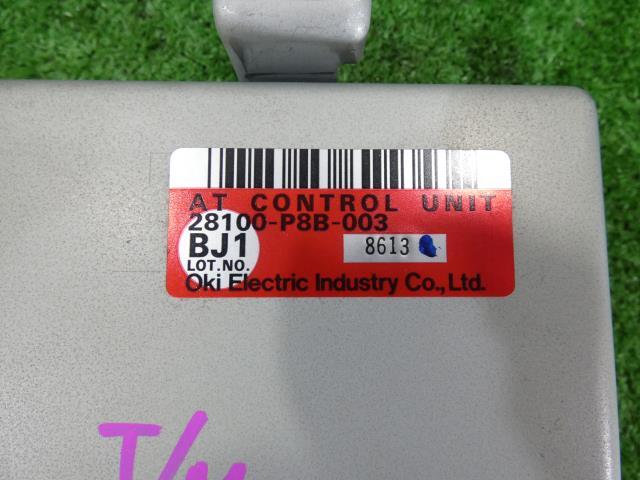 AT CONTROL UNIT
28100-P8B-003
BJ1
8613
LOT.NO.
Oki Electric Industry Co., Ltd.